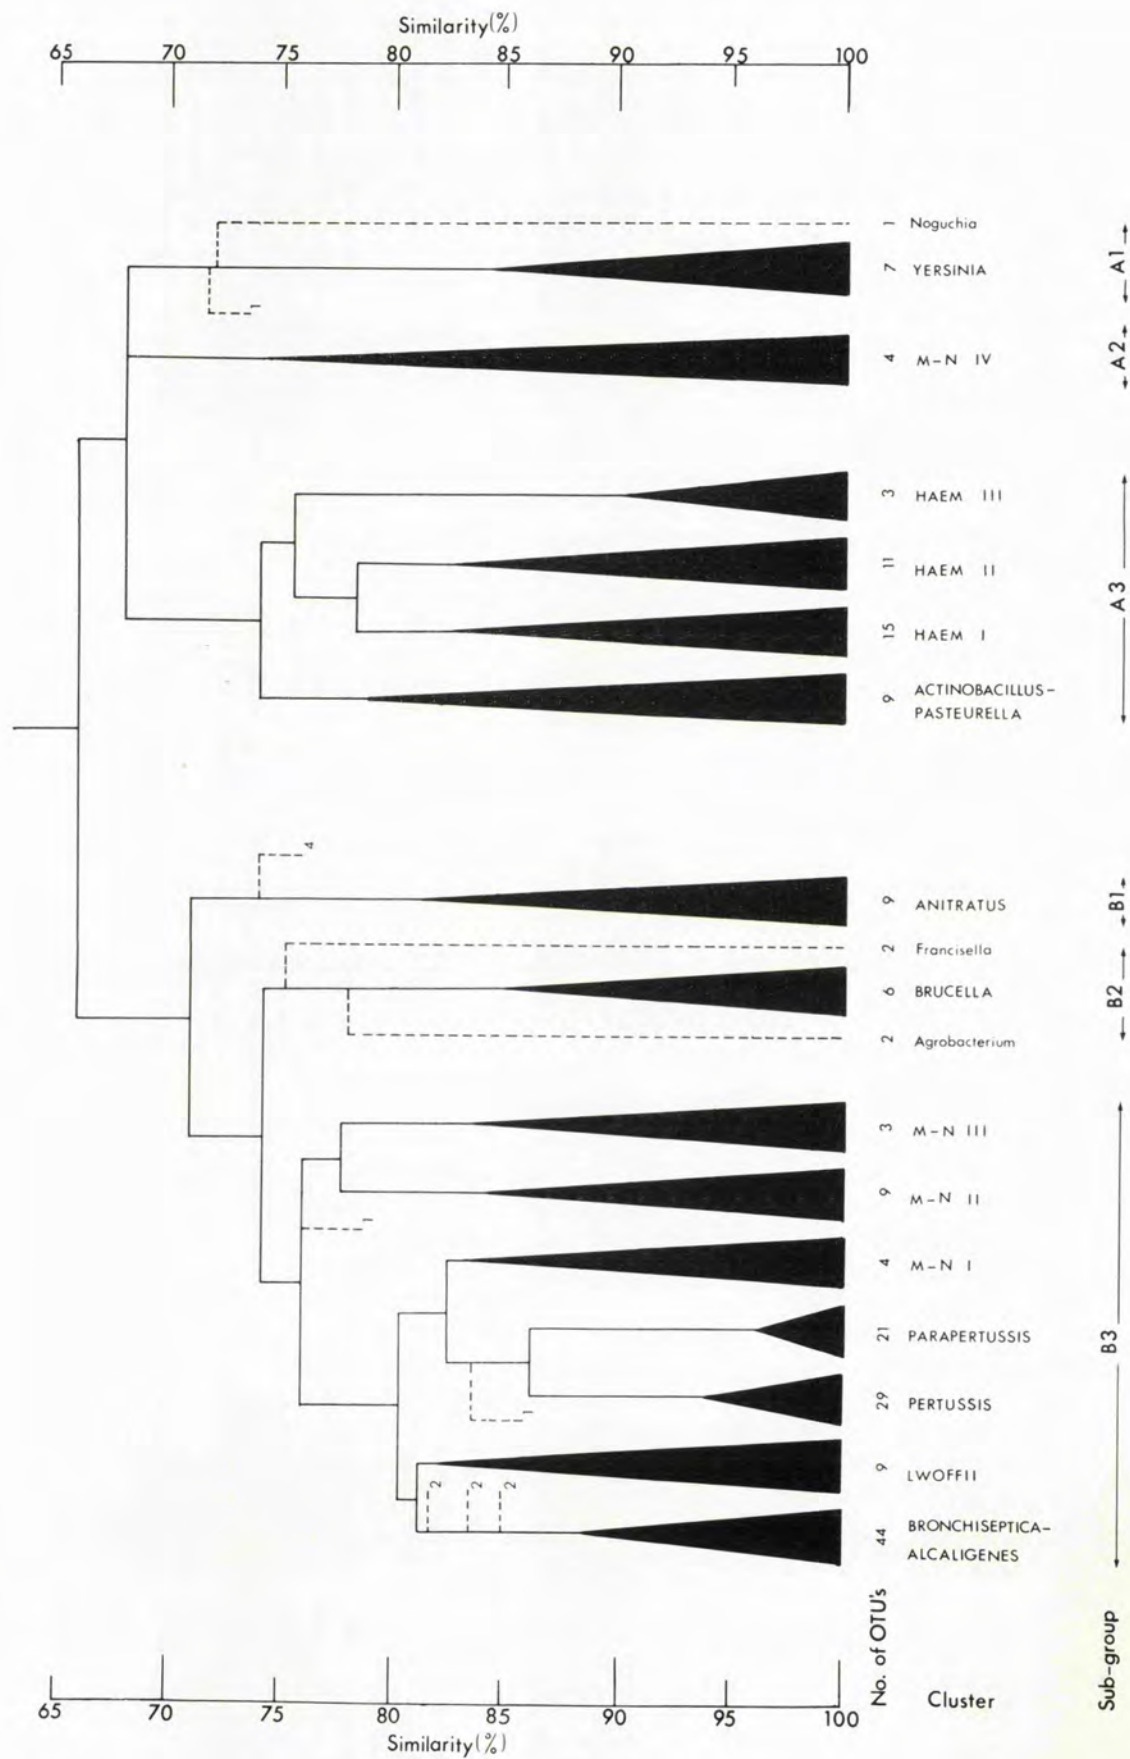 Similarity(%)
65 70 75 80 85 90 95 100
1 Noguchia
7 YERSINIA
1
A1
4 M-N IV
A2
3 HAEM III
11 HAEM II
A3
15 HAEM I
9 ACTINOBACILLUS-
PASTEURELLA
4
9 ANITRATUS
B1
2 Francisella
6 BRUCELLA
B2
2 Agrobacterium
3 M-N III
9 M-N II
1
4 M-N I
21 PARAPERTUSSIS
B3
29 PERTUSSIS
1
9 LWOFFII
2 2 2
44 BRONCHISEPTICA-
ALCALIGENES
No. of OTU's
Cluster
Sub-group
65 70 75 80 85 90 95 100
Similarity(%)